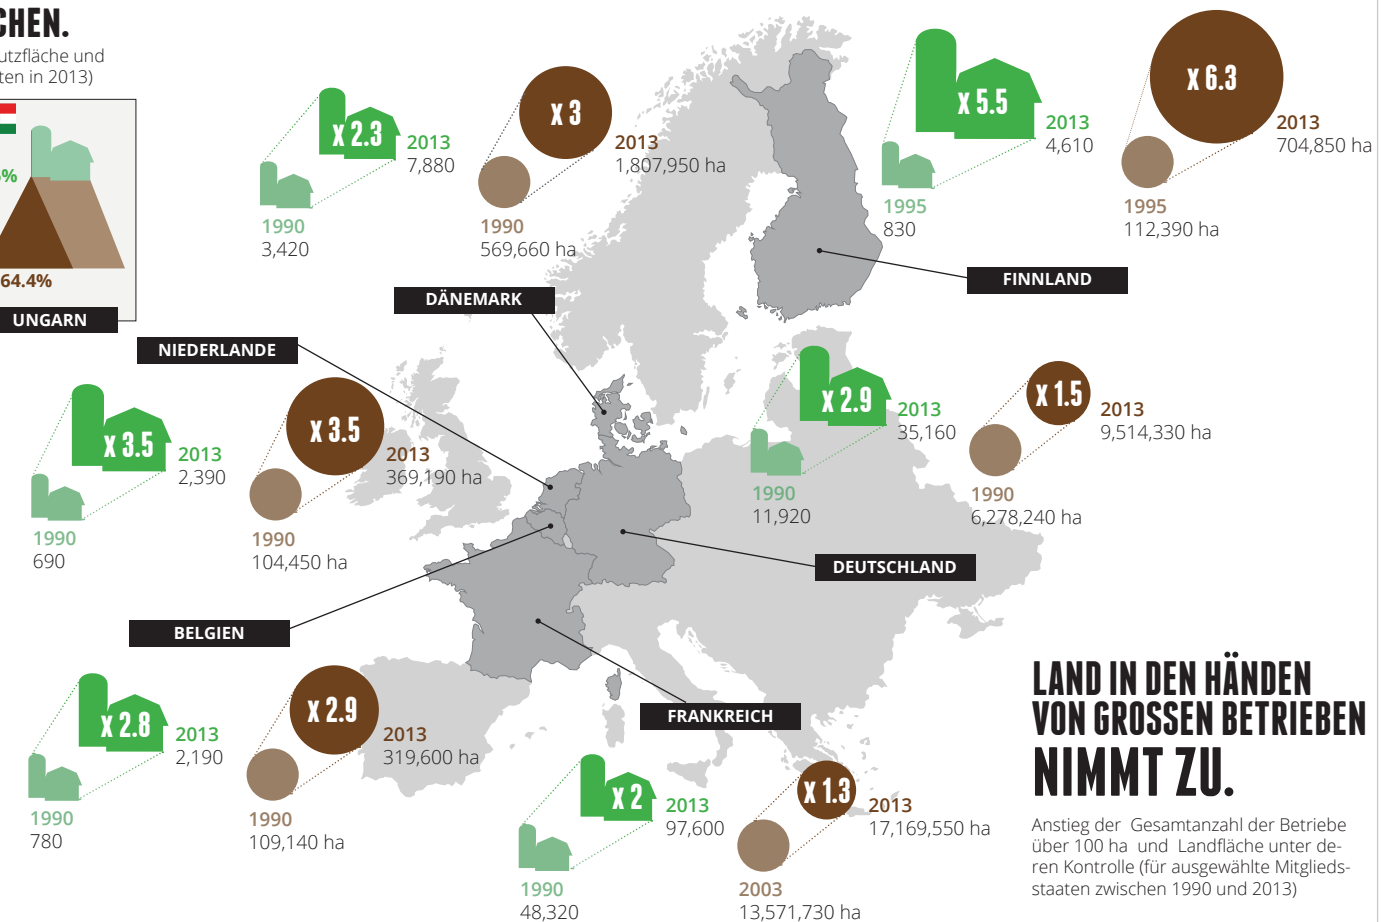 CHEN.
utzfläche und
ten in 2013)
%
64.4%
UNGARN
x 2.3
2013
7,880
1990
3,420
x 3
2013
1,807,950 ha
1990
569,660 ha
DÄNEMARK
x 5.5
2013
4,610
1995
830
x 6.3
2013
704,850 ha
1995
112,390 ha
FINNLAND
NIEDERLANDE
x 3.5
2013
2,390
1990
690
x 3.5
2013
369,190 ha
1990
104,450 ha
x 2.9
2013
35,160
1990
11,920
x 1.5
2013
9,514,330 ha
1990
6,278,240 ha
DEUTSCHLAND
BELGIEN
x 2.8
2013
2,190
1990
780
x 2.9
2013
319,600 ha
1990
109,140 ha
FRANKREICH
x 2
2013
97,600
1990
48,320
x 1.3
2013
17,169,550 ha
2003
13,571,730 ha
LAND IN DEN HÄNDEN
VON GROSSEN BETRIEBEN
NIMMT ZU.
Anstieg der Gesamtanzahl der Betriebe
über 100 ha und Landfläche unter de-
ren Kontrolle (für ausgewählte Mitglieds-
staaten zwischen 1990 und 2013)